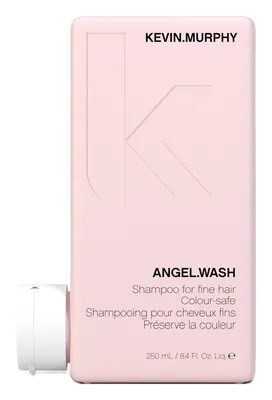 KEVIN.MURPHY
ANGEL.WASH
Shampoo for fine hair
Colour-safe
Shampooing pour cheveux fins
Préserve la couleur
250 mL / 8.4 Fl. Oz. Liq. ℮